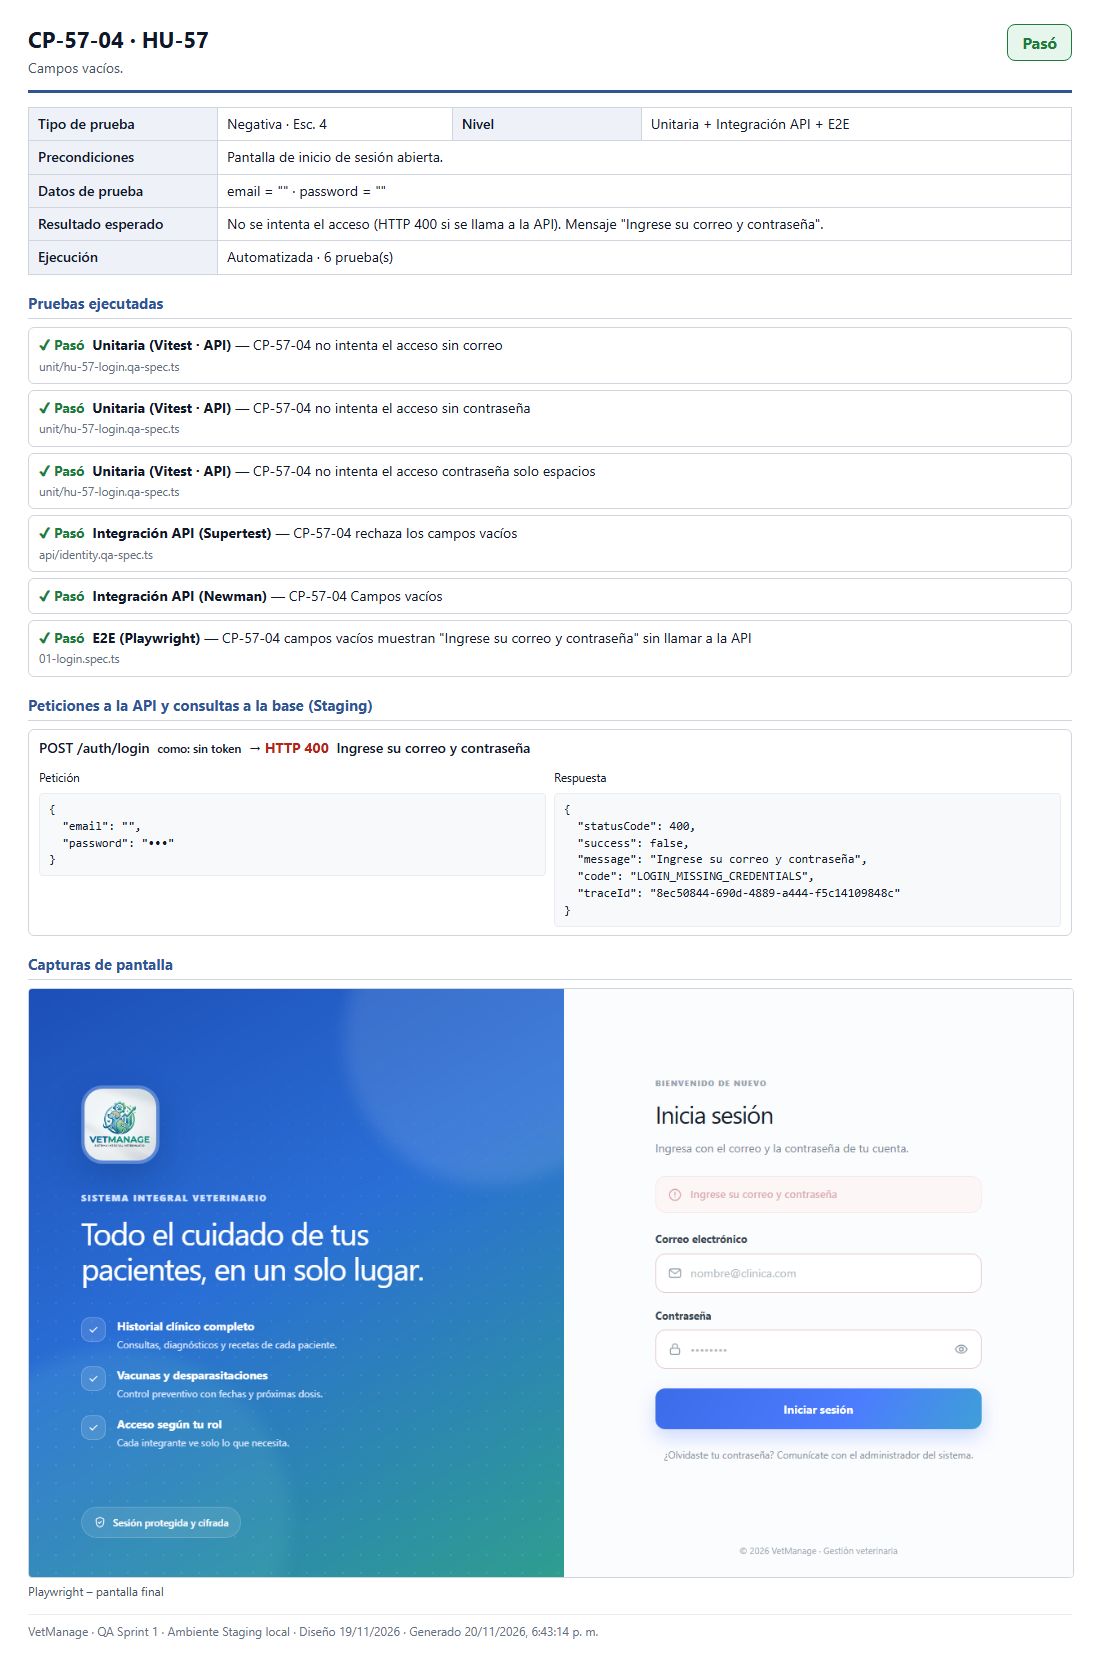 CP-57-04 · HU-57
Pasó
Campos vacíos.
Tipo de prueba
Negativa · Esc. 4
Nivel
Unitaria + Integración API + E2E
Precondiciones
Pantalla de inicio de sesión abierta.
Datos de prueba
email = "" · password = ""
Resultado esperado
No se intenta el acceso (HTTP 400 si se llama a la API). Mensaje "Ingrese su correo y contraseña".
Ejecución
Automatizada · 6 prueba(s)
Pruebas ejecutadas
✓ Pasó Unitaria (Vitest · API) — CP-57-04 no intenta el acceso sin correo
unit/hu-57-login.qa-spec.ts
✓ Pasó Unitaria (Vitest · API) — CP-57-04 no intenta el acceso sin contraseña
unit/hu-57-login.qa-spec.ts
✓ Pasó Unitaria (Vitest · API) — CP-57-04 no intenta el acceso contraseña solo espacios
unit/hu-57-login.qa-spec.ts
✓ Pasó Integración API (Supertest) — CP-57-04 rechaza los campos vacíos
api/identity.qa-spec.ts
✓ Pasó Integración API (Newman) — CP-57-04 Campos vacíos
✓ Pasó E2E (Playwright) — CP-57-04 campos vacíos muestran "Ingrese su correo y contraseña" sin llamar a la API
01-login.spec.ts
Peticiones a la API y consultas a la base (Staging)
POST /auth/login como: sin token → HTTP 400 Ingrese su correo y contraseña
Petición
{
"email": "",
"password": "•••"
}
Respuesta
{
"statusCode": 400,
"success": false,
"message": "Ingrese su correo y contraseña",
"code": "LOGIN_MISSING_CREDENTIALS",
"traceId": "8ec50844-690d-4889-a444-f5c14109848c"
}
Capturas de pantalla
VETMANAGE
SISTEMA INTEGRAL VETERINARIO
Todo el cuidado de tus
pacientes, en un solo lugar.
Historial clínico completo
Consultas, diagnósticos y recetas de cada paciente.
Vacunas y desparasitaciones
Control preventivo con fechas y próximas dosis.
Acceso según tu rol
Cada integrante ve solo lo que necesita.
Sesión protegida y cifrada
BIENVENIDO DE NUEVO
Inicia sesión
Ingresa con el correo y la contraseña de tu cuenta.
Ingrese su correo y contraseña
Correo electrónico
nombre@clinica.com
Contraseña
••••••••
Iniciar sesión
¿Olvidaste tu contraseña? Comunícate con el administrador del sistema.
© 2026 VetManage · Gestión veterinaria
Playwright – pantalla final
VetManage · QA Sprint 1 · Ambiente Staging local · Diseño 19/11/2026 · Generado 20/11/2026, 6:43:14 p. m.